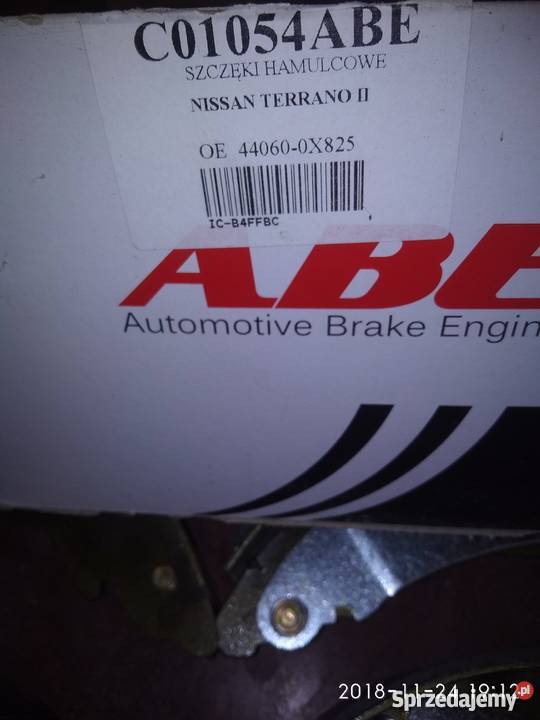 C01054ABE
SZCZĘKI HAMULCOWE
NISSAN TERRANO II
OE 44060-0X825
IC-B4FFBC
ABE
Automotive Brake Engin
2018-11-24 19:12
Sprzedajemy.pl